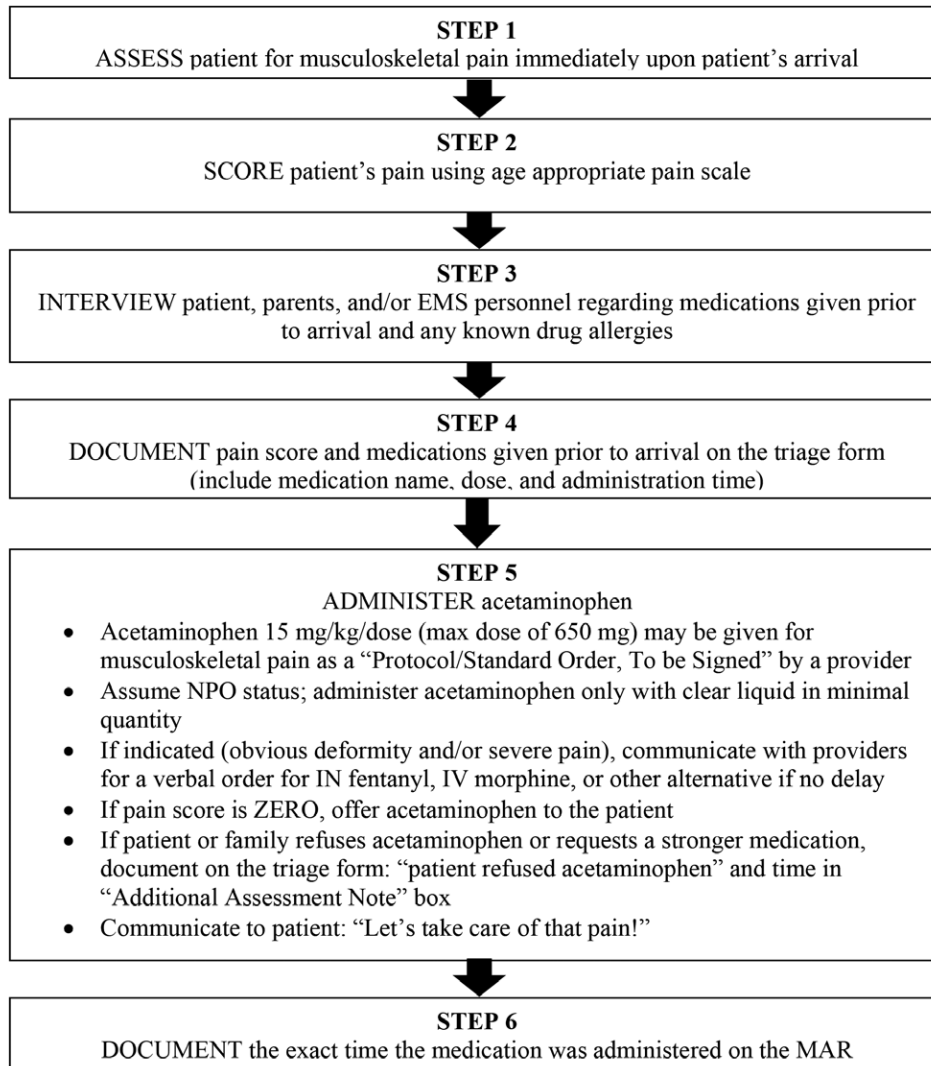 STEP 1
ASSESS patient for musculoskeletal pain immediately upon patient’s arrival
STEP 2
SCORE patient’s pain using age appropriate pain scale
STEP 3
INTERVIEW patient, parents, and/or EMS personnel regarding medications given prior
to arrival and any known drug allergies
STEP 4
DOCUMENT pain score and medications given prior to arrival on the triage form
(include medication name, dose, and administration time)
STEP 5
ADMINISTER acetaminophen
• Acetaminophen 15 mg/kg/dose (max dose of 650 mg) may be given for
musculoskeletal pain as a “Protocol/Standard Order, To be Signed” by a provider
• Assume NPO status; administer acetaminophen only with clear liquid in minimal
quantity
• If indicated (obvious deformity and/or severe pain), communicate with providers
for a verbal order for IN fentanyl, IV morphine, or other alternative if no delay
• If pain score is ZERO, offer acetaminophen to the patient
• If patient or family refuses acetaminophen or requests a stronger medication,
document on the triage form: “patient refused acetaminophen” and time in
“Additional Assessment Note” box
• Communicate to patient: “Let’s take care of that pain!”
STEP 6
DOCUMENT the exact time the medication was administered on the MAR